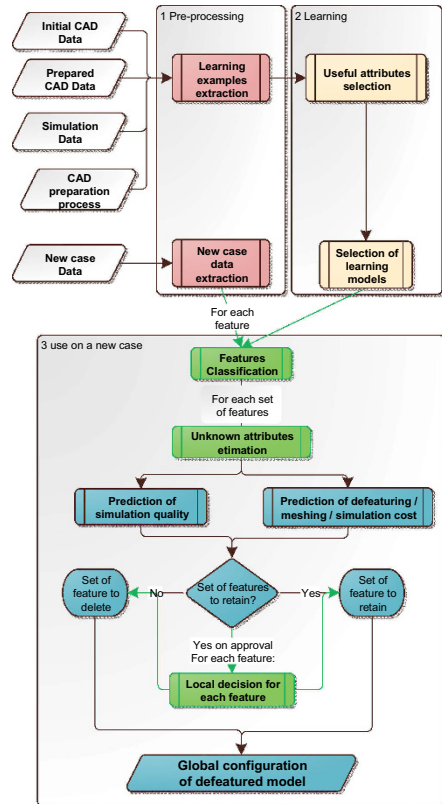 Initial CAD
Data
Prepared
CAD Data
Simulation
Data
CAD
preparation
process
New case
Data
1 Pre-processing
Learning
examples
extraction
New case
data
extraction
2 Learning
Useful attributes
selection
Selection of
learning
models
For each
feature
3 use on a new case
Features
Classification
For each set
of features
Unknown attributes
etimation
Prediction of
simulation quality
Prediction of defeaturing /
meshing / simulation cost
Set of
feature to
delete
No
Set of features
to retain?
Yes
Set of
feature to
retain
Yes on approval
For each feature:
Local decision for
each feature
Global configuration
of defeatured model